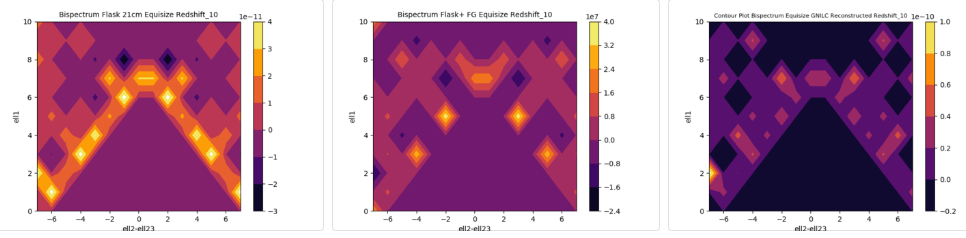 Bispectrum Flask 21cm Equisize Redshift_10
1e−11
ell1
10
8
6
4
2
0
−6 −4 −2 0 2 4 6
ell2-ell23
4
3
2
1
0
−1
−2
−3
Bispectrum Flask+ FG Equisize Redshift_10
1e7
ell1
10
8
6
4
2
0
−6 −4 −2 0 2 4 6
ell2-ell23
4.0
3.2
2.4
1.6
0.8
0.0
−0.8
−1.6
−2.4
Contour Plot Bispectrum Equisize GNILC Reconstructed Redshift_10
1e−10
ell1
10
8
6
4
2
0
−6 −4 −2 0 2 4 6
ell2-ell23
1.0
0.8
0.6
0.4
0.2
0.0
−0.2